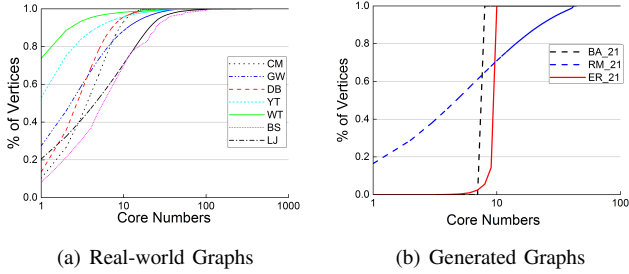 1.0
0.8
0.6
0.4
0.2
0.0
% of Vertices
1
10
100
1000
Core Numbers
CM
GW
DB
YT
WT
BS
LJ
(a) Real-world Graphs
1.0
0.8
0.6
0.4
0.2
0.0
% of Vertices
1
10
100
Core Numbers
BA_21
RM_21
ER_21
(b) Generated Graphs